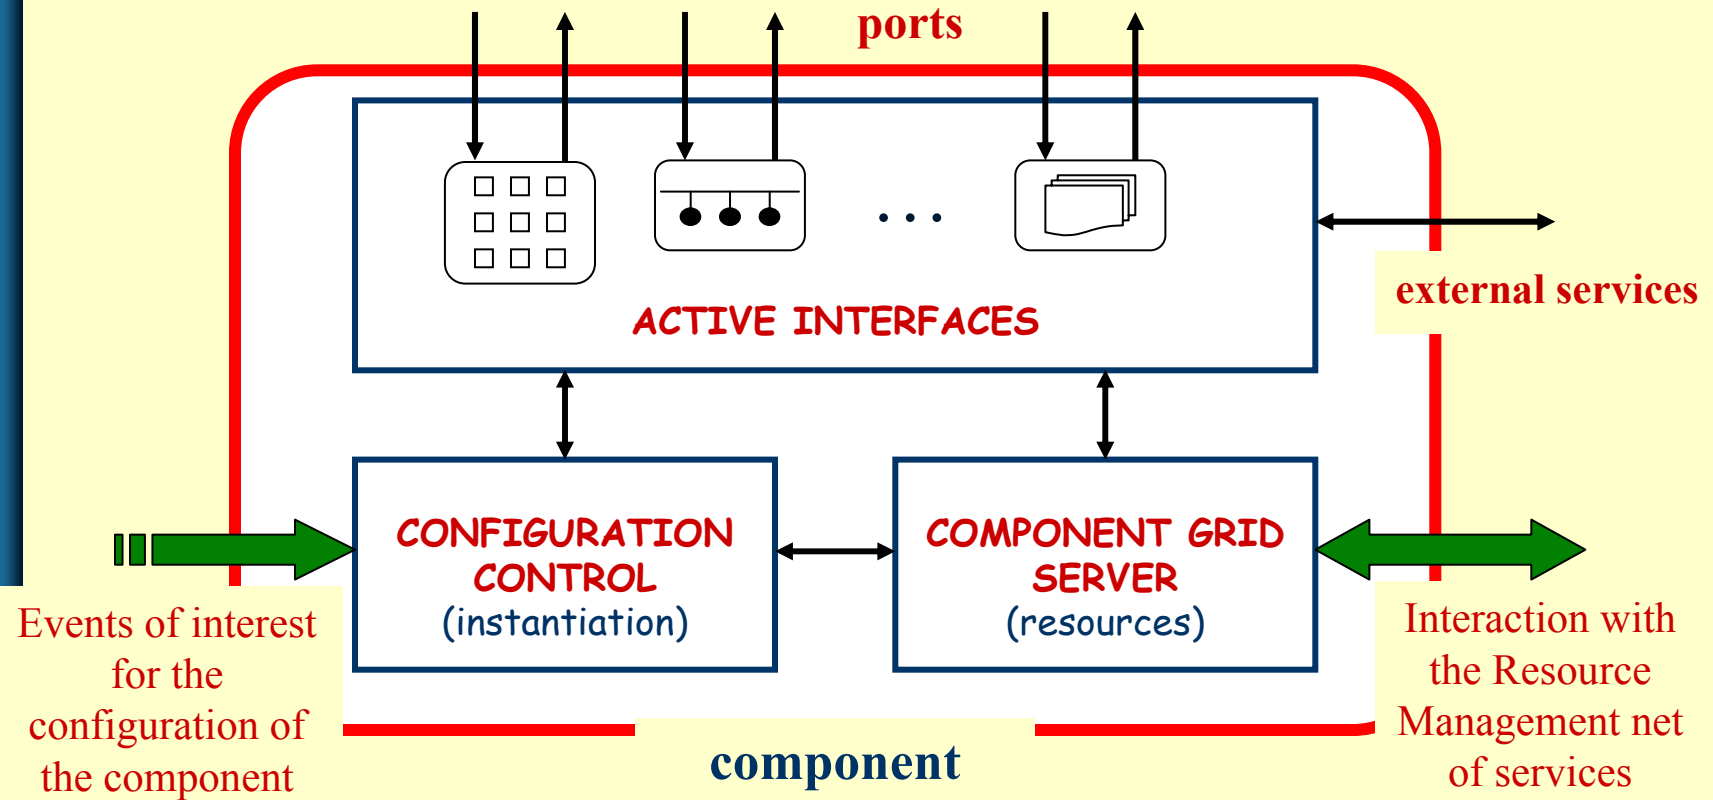 ports
...
external services
ACTIVE INTERFACES
CONFIGURATION
CONTROL
(instantiation)
COMPONENT GRID
SERVER
(resources)
Events of interest
for the
configuration of
the component
Interaction with
the Resource
Management net
of services
component